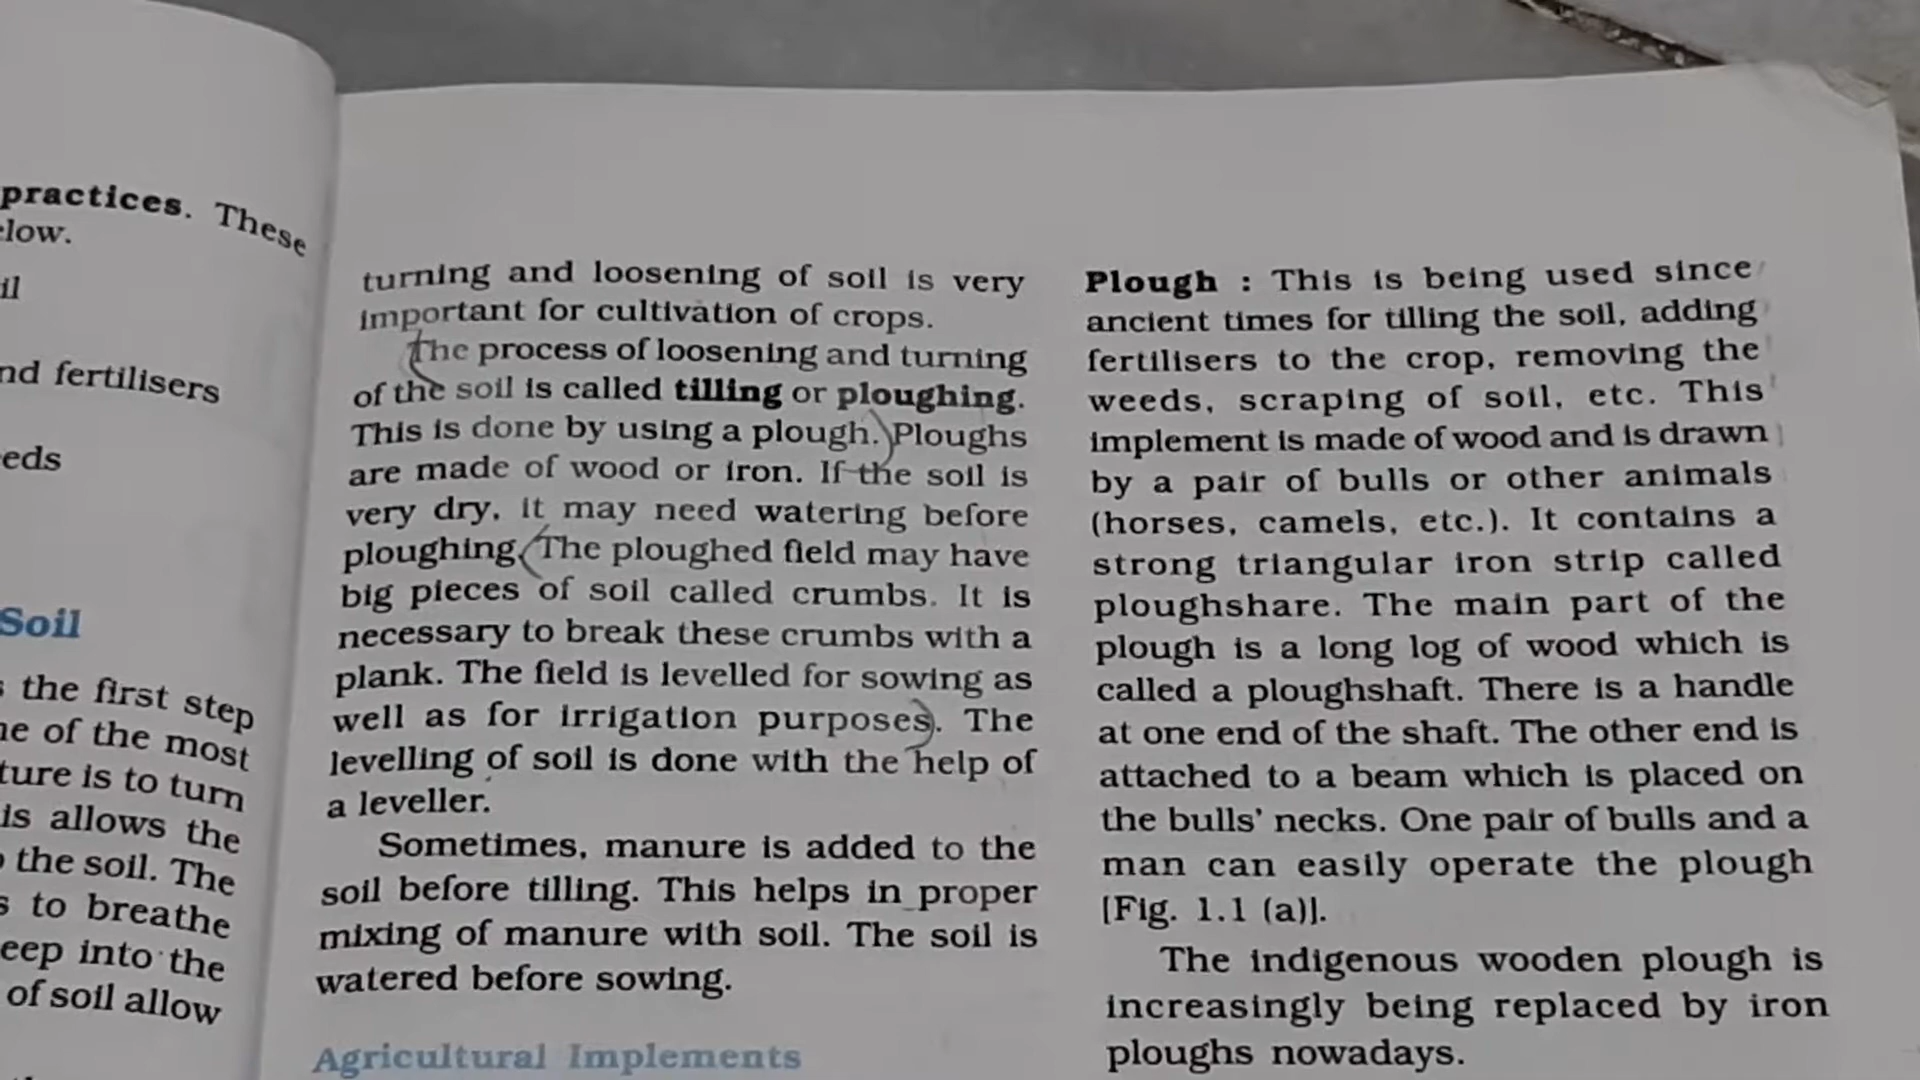 practices. These
low.
il
nd fertilisers
eds
Soil
the first step
of the most
ture is to turn
is allows the
the soil. The
to breathe
eep into the
of soil allow
turning and loosening of soil is very
important for cultivation of crops.
The process of loosening and turning
of the soil is called tilling or ploughing.
This is done by using a plough. Ploughs
are made of wood or iron. If the soil is
very dry, it may need watering before
ploughing. The ploughed field may have
big pieces of soil called crumbs. It is
necessary to break these crumbs with a
plank. The field is levelled for sowing as
well as for irrigation purposes. The
levelling of soil is done with the help of
a leveller.
Sometimes, manure is added to the
soil before tilling. This helps in proper
mixing of manure with soil. The soil is
watered before sowing.
Agricultural Implements
Plough : This is being used since
ancient times for tilling the soil, adding
fertilisers to the crop, removing the
weeds, scraping of soil, etc. This
implement is made of wood and is drawn
by a pair of bulls or other animals
(horses, camels, etc.). It contains a
strong triangular iron strip called
ploughshare. The main part of the
plough is a long log of wood which is
called a ploughshaft. There is a handle
at one end of the shaft. The other end is
attached to a beam which is placed on
the bulls' necks. One pair of bulls and a
man can easily operate the plough
[Fig. 1.1 (a)].
The indigenous wooden plough is
increasingly being replaced by iron
ploughs nowadays.